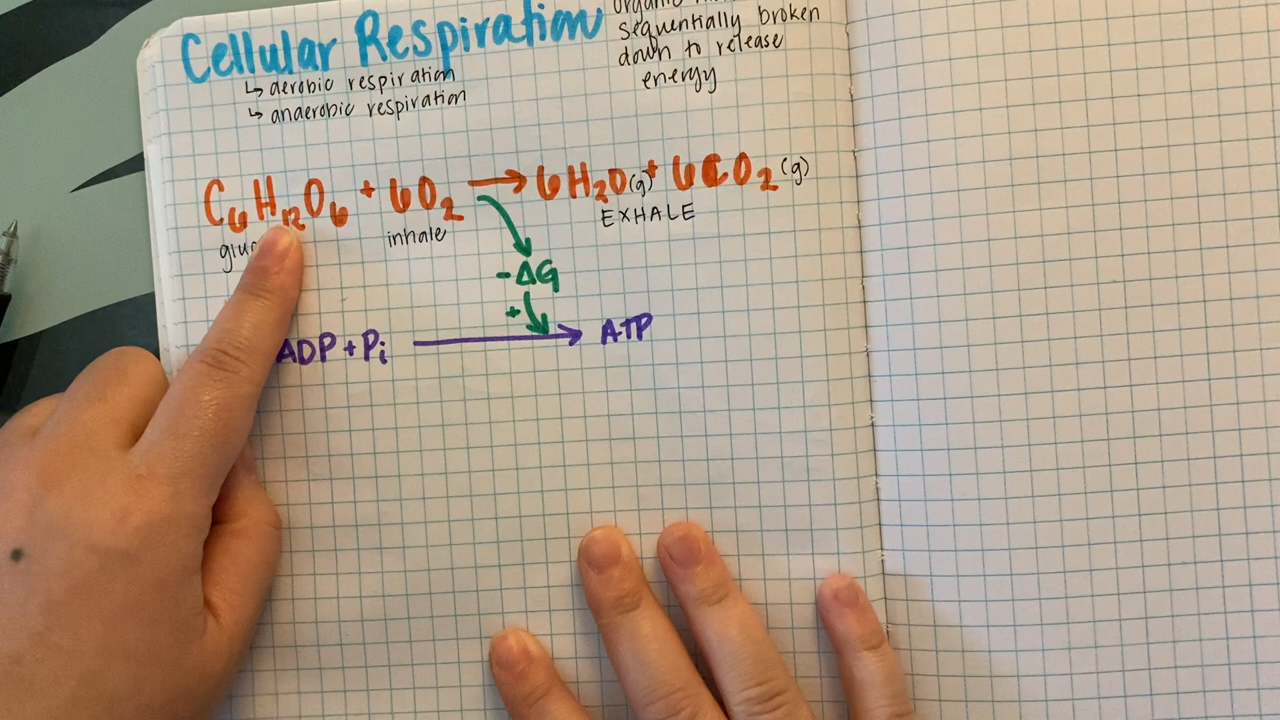 Cellular Respiration
↳ aerobic respiration
↳ anaerobic respiration
organic
sequentially broken
down to release
energy
C6H12O6 + 6O2 → 6H2O(g) + 6CO2(g)
inhale
EXHALE
-ΔG
+
ADP + Pi → ATP